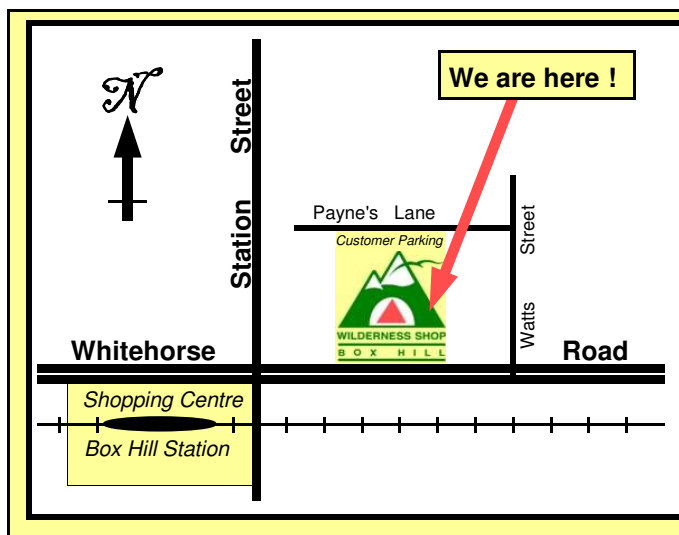 We are here !
N
Station Street
Payne's Lane
Customer Parking
Watts Street
WILDERNESS SHOP
BOX HILL
Whitehorse Road
Shopping Centre
Box Hill Station